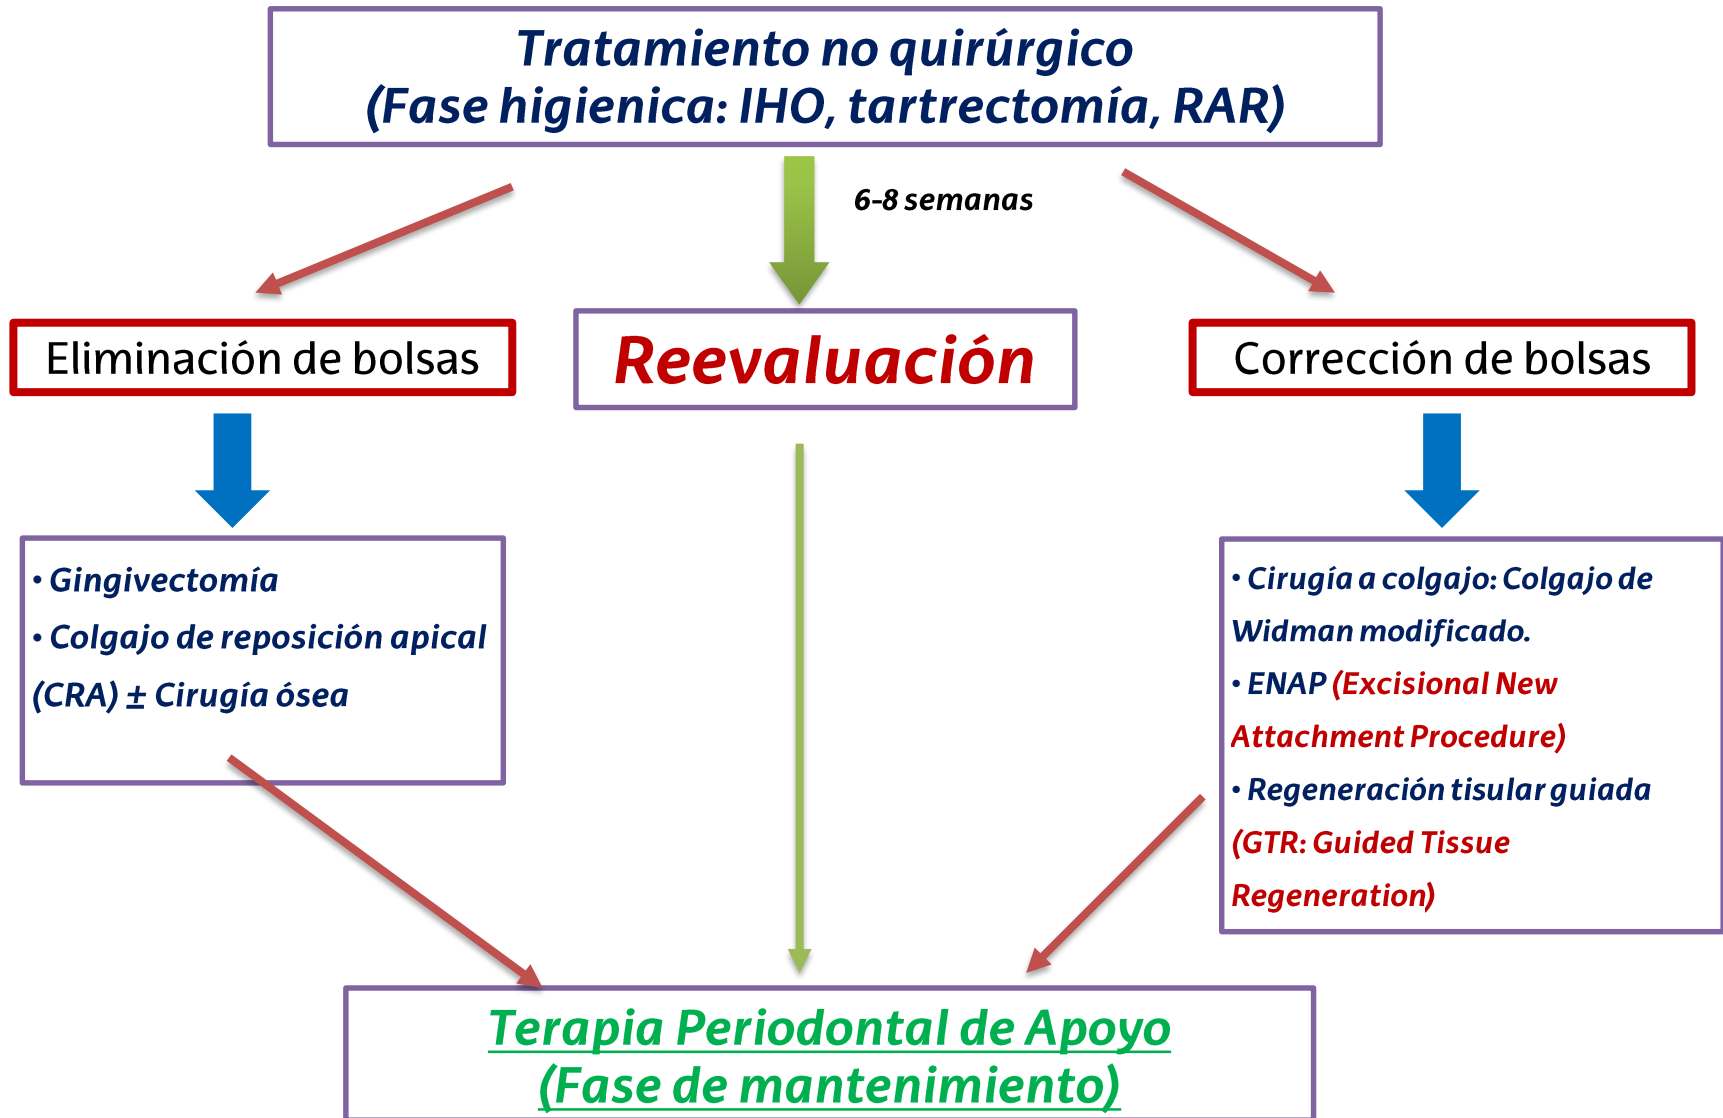 Tratamiento no quirúrgico
(Fase higienica: IHO, tartrectomía, RAR)
6-8 semanas
Eliminación de bolsas
Reevaluación
Corrección de bolsas
• Gingivectomía
• Colgajo de reposición apical
(CRA) ± Cirugía ósea
• Cirugía a colgajo: Colgajo de
Widman modificado.
• ENAP (Excisional New
Attachment Procedure)
• Regeneración tisular guiada
(GTR: Guided Tissue
Regeneration)
Terapia Periodontal de Apoyo
(Fase de mantenimiento)